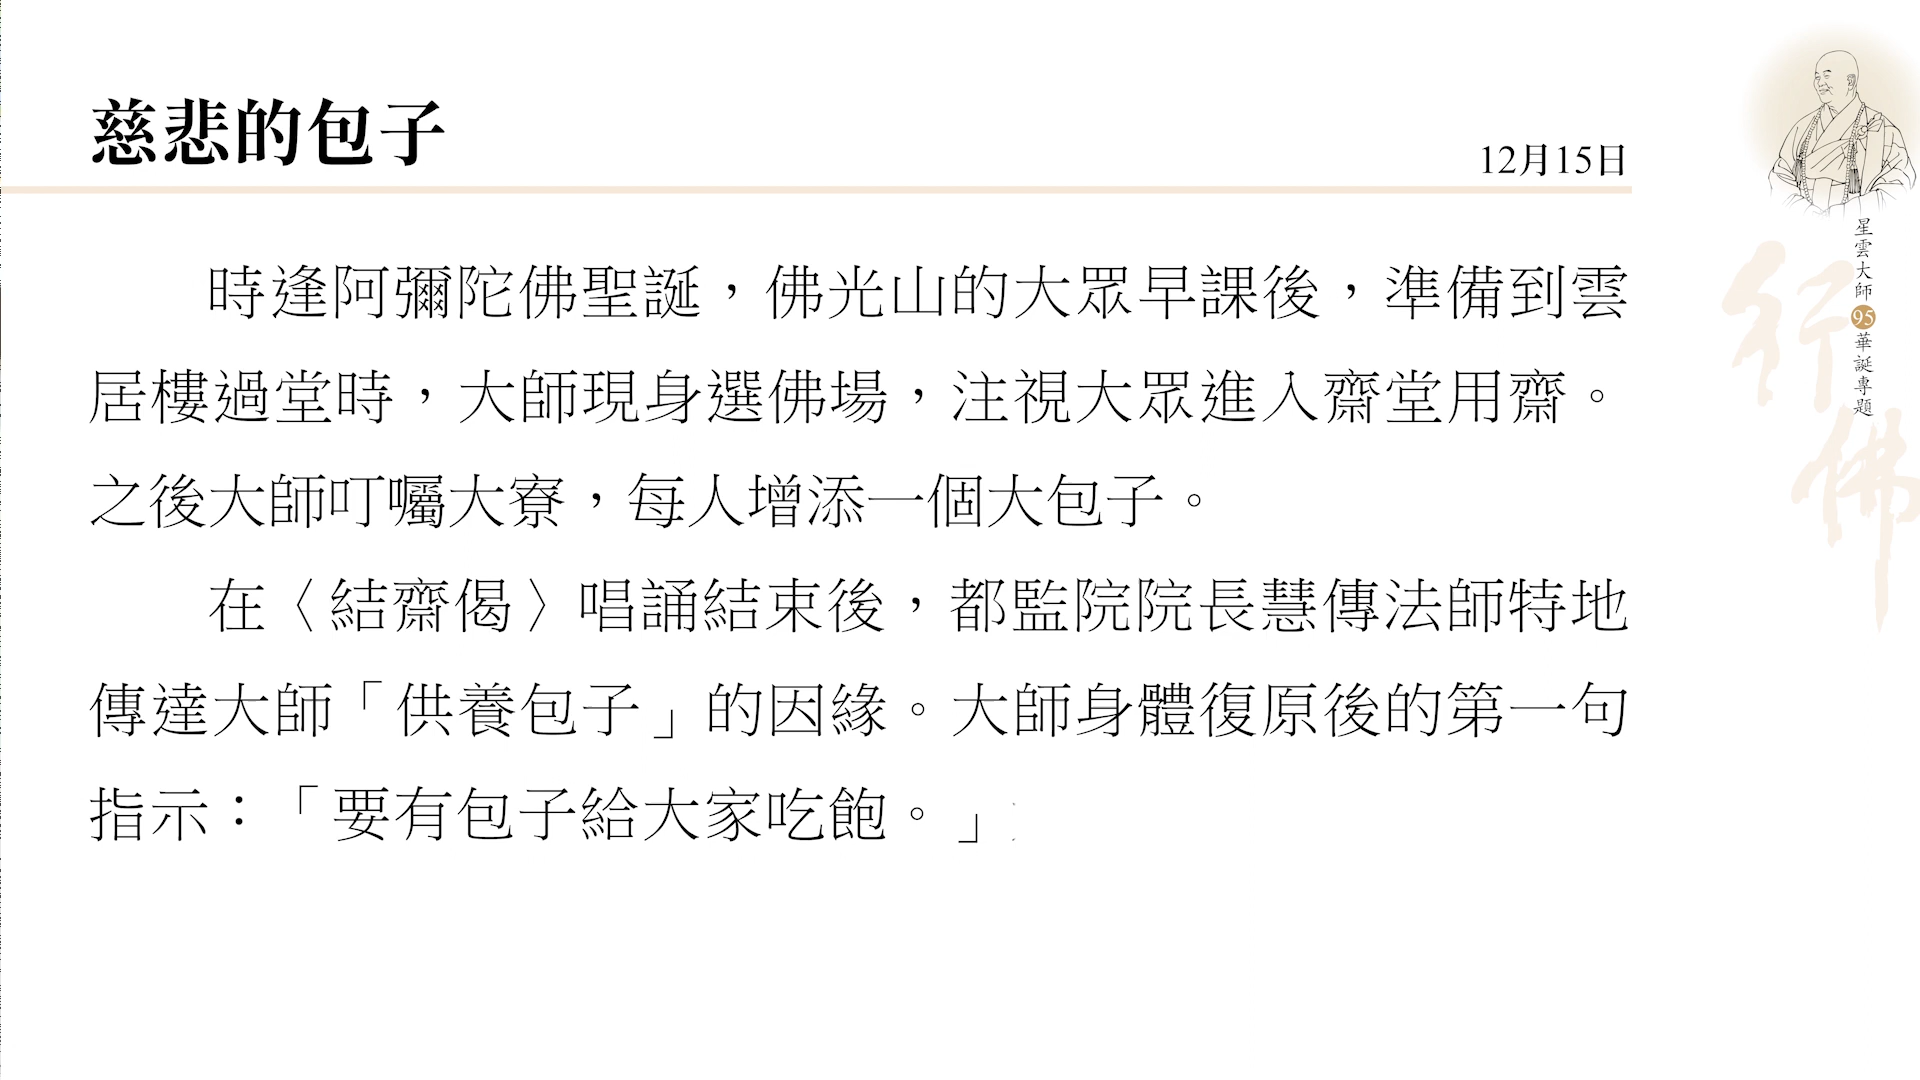 慈悲的包子
12月15日
時逢阿彌陀佛聖誕，佛光山的大眾早課後，準備到雲
居樓過堂時，大師現身選佛場，注視大眾進入齋堂用齋。
之後大師叮囑大寮，每人增添一個大包子。
在〈結齋偈〉唱誦結束後，都監院院長慧傳法師特地
傳達大師「供養包子」的因緣。大師身體復原後的第一句
指示：「要有包子給大家吃飽。」
星雲大師95華誕專題
行佛